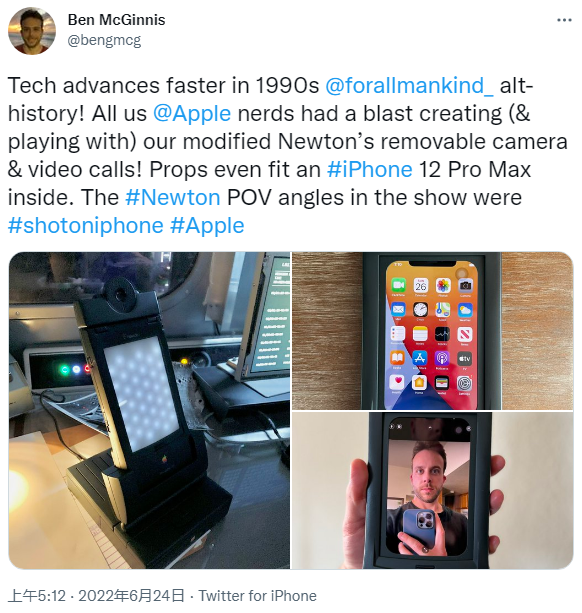 Ben McGinnis
@bengmcg
Tech advances faster in 1990s @forallmankind_ alt-
history! All us @Apple nerds had a blast creating (&
playing with) our modified Newton’s removable camera
& video calls! Props even fit an #iPhone 12 Pro Max
inside. The #Newton POV angles in the show were
#shotoniphone #Apple
26
上午5:12 · 2022年6月24日 · Twitter for iPhone